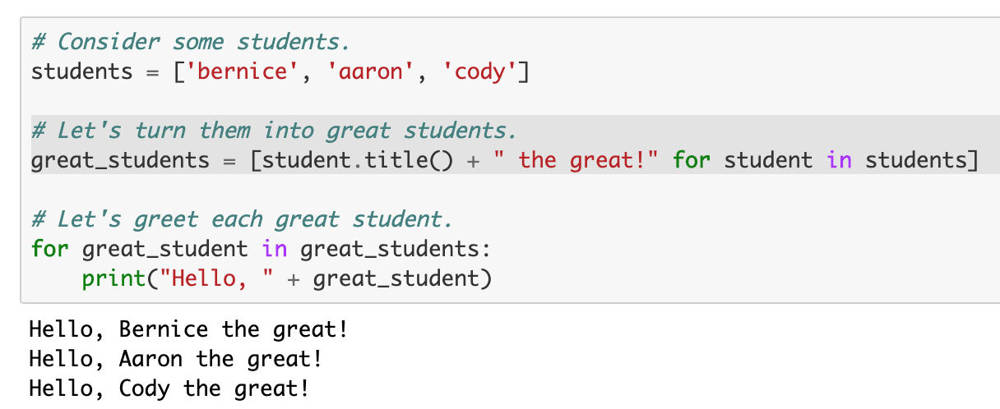 # Consider some students.
students = ['bernice', 'aaron', 'cody']
# Let's turn them into great students.
great_students = [student.title() + " the great!" for student in students]
# Let's greet each great student.
for great_student in great_students:
    print("Hello, " + great_student)
Hello, Bernice the great!
Hello, Aaron the great!
Hello, Cody the great!